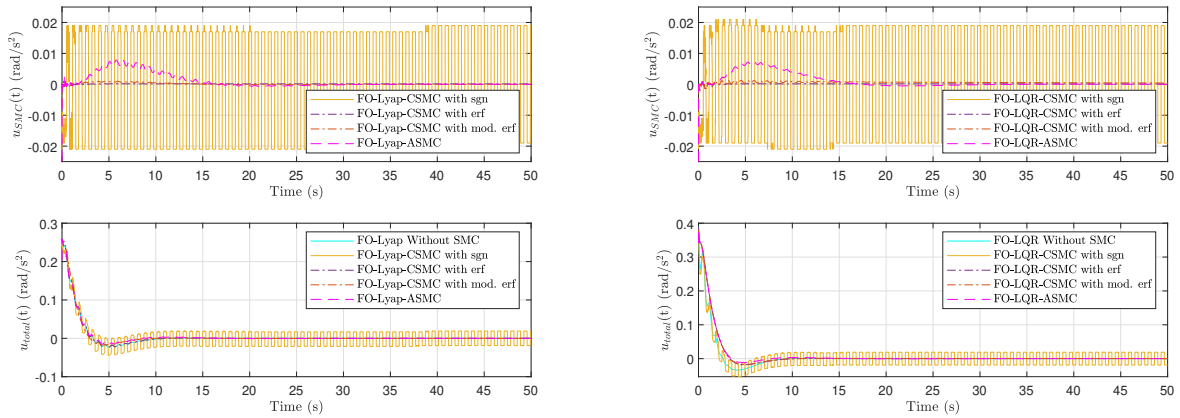 u_SMC(t) (rad/s²)
0.02
0.01
0
-0.01
-0.02
FO-Lyap-CSMC with sgn
FO-Lyap-CSMC with erf
FO-Lyap-CSMC with mod. erf
FO-Lyap-ASMC
0 5 10 15 20 25 30 35 40 45 50
Time (s)
u_SMC(t) (rad/s²)
0.02
0.01
0
-0.01
-0.02
FO-LQR-CSMC with sgn
FO-LQR-CSMC with erf
FO-LQR-CSMC with mod. erf
FO-LQR-ASMC
0 5 10 15 20 25 30 35 40 45 50
Time (s)
u_total(t) (rad/s²)
0.3
0.2
0.1
0
-0.1
FO-Lyap Without SMC
FO-Lyap-CSMC with sgn
FO-Lyap-CSMC with erf
FO-Lyap-CSMC with mod. erf
FO-Lyap-ASMC
0 5 10 15 20 25 30 35 40 45 50
Time (s)
u_total(t) (rad/s²)
0.4
0.3
0.2
0.1
0
FO-LQR Without SMC
FO-LQR-CSMC with sgn
FO-LQR-CSMC with erf
FO-LQR-CSMC with mod. erf
FO-LQR-ASMC
0 5 10 15 20 25 30 35 40 45 50
Time (s)